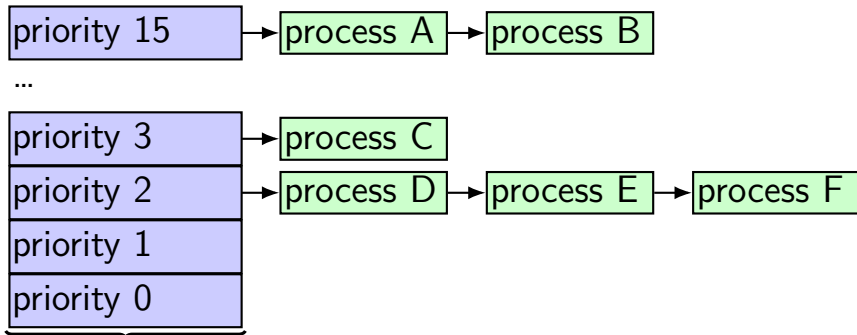 priority 15 process A process B
...
priority 3 process C
priority 2 process D process E process F
priority 1
priority 0